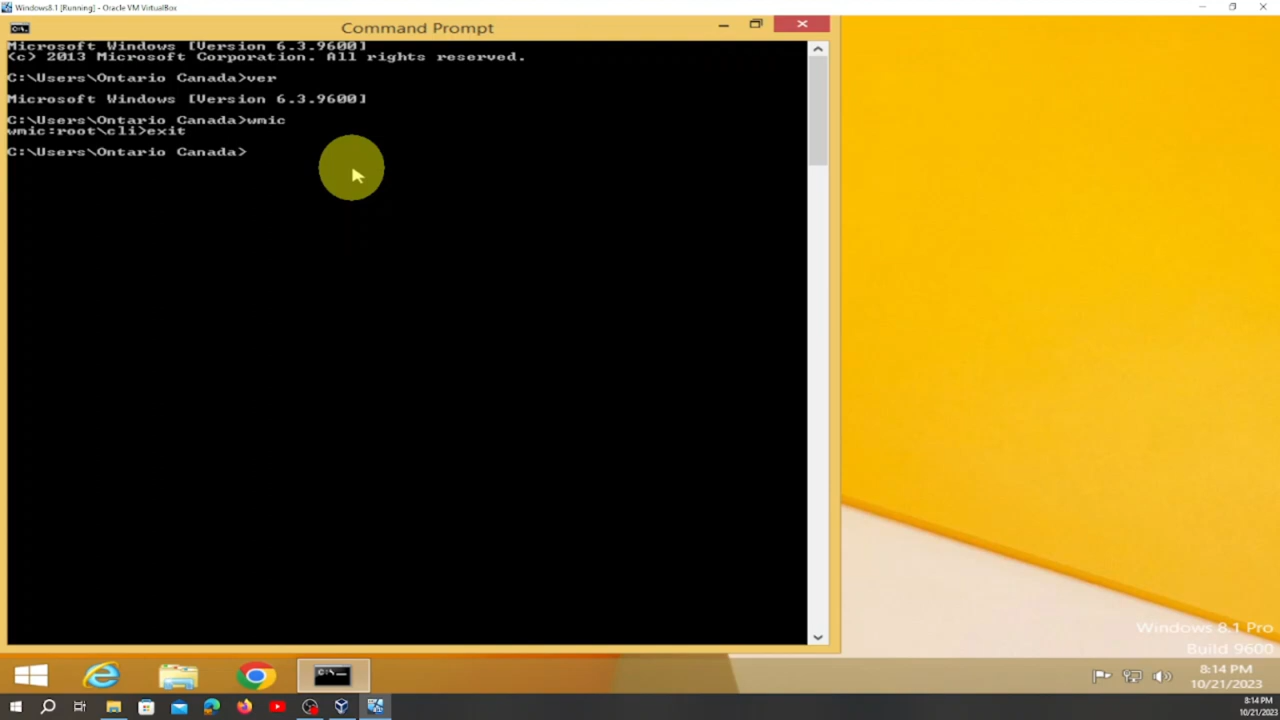 Windows8.1 [Running] - Oracle VM VirtualBox
Command Prompt
Microsoft Windows [Version 6.3.9600]
(c) 2013 Microsoft Corporation. All rights reserved.
C:\Users\Ontario Canada>ver
Microsoft Windows [Version 6.3.9600]
C:\Users\Ontario Canada>wmic
wmic:root\cli>exit
C:\Users\Ontario Canada>
Windows 8.1 Pro
Build 9600
C:\
8:14 PM
10/21/2023
8:14 PM
10/21/2023